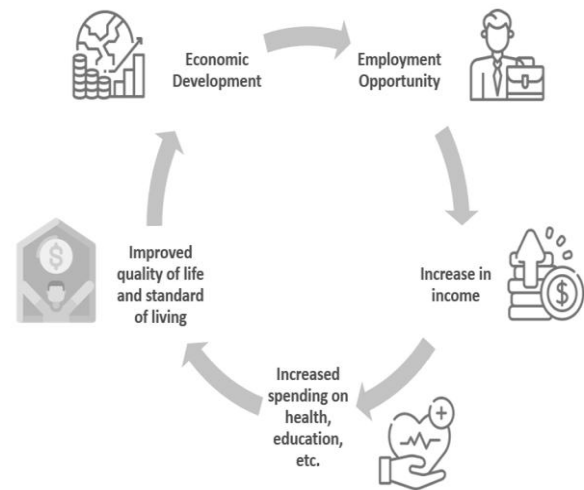 Economic
Development
Employment
Opportunity
Increase in
income
Increased
spending on
health,
education,
etc.
Improved
quality of life
and standard
of living
$
$